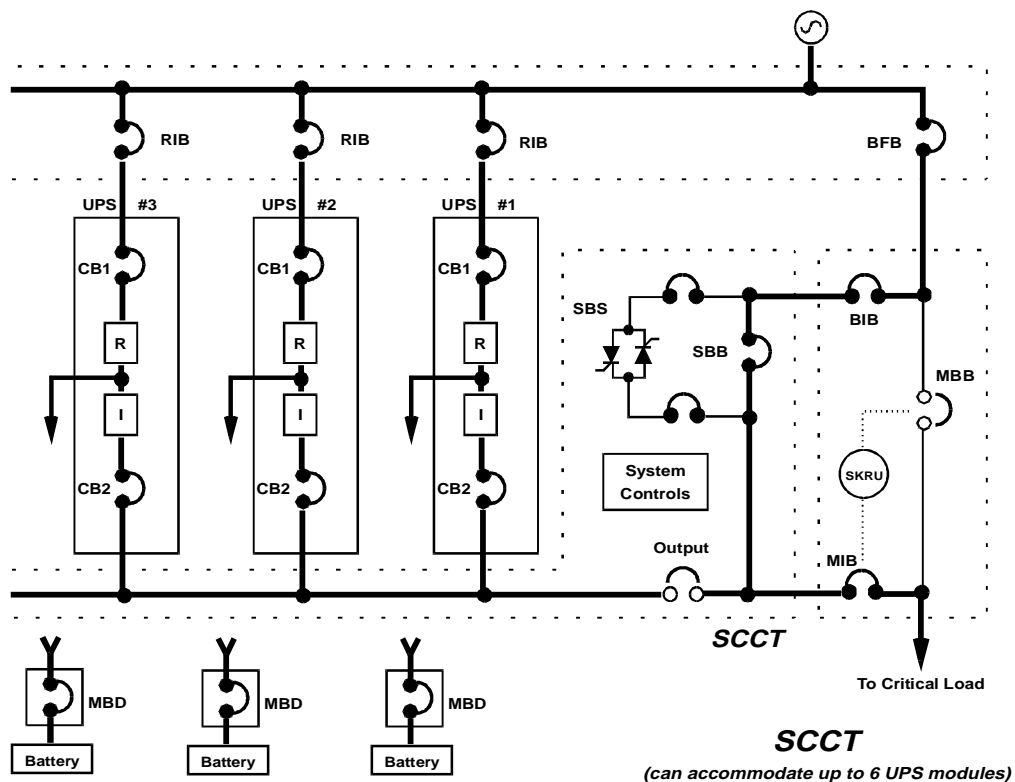 RIB
RIB
RIB
BFB
UPS #3
UPS #2
UPS #1
CB1
CB1
CB1
SBS
SBB
BIB
R
R
R
MBB
I
I
I
System
Controls
SKRU
CB2
CB2
CB2
Output
MIB
SCCT
To Critical Load
MBD
MBD
MBD
Battery
Battery
Battery
SCCT
(can accommodate up to 6 UPS modules)